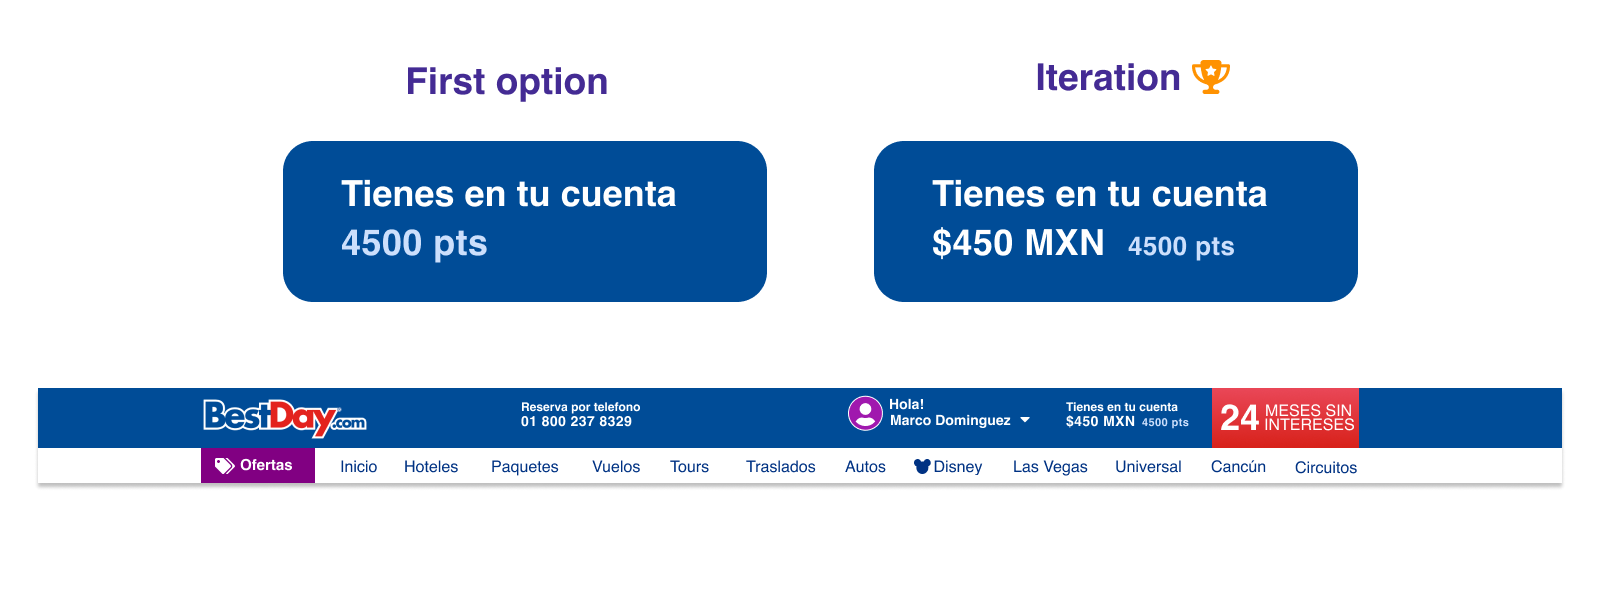 First option
Iteration
Tienes en tu cuenta
4500 pts
Tienes en tu cuenta
$450 MXN 4500 pts
BestDay.com
Reserva por telefono
01 800 237 8329
Hola!
Marco Dominguez
Tienes en tu cuenta
$450 MXN 4500 pts
24 MESES SIN
INTERESES
Ofertas Inicio Hoteles Paquetes Vuelos Tours Traslados Autos Disney Las Vegas Universal Cancún Circuitos